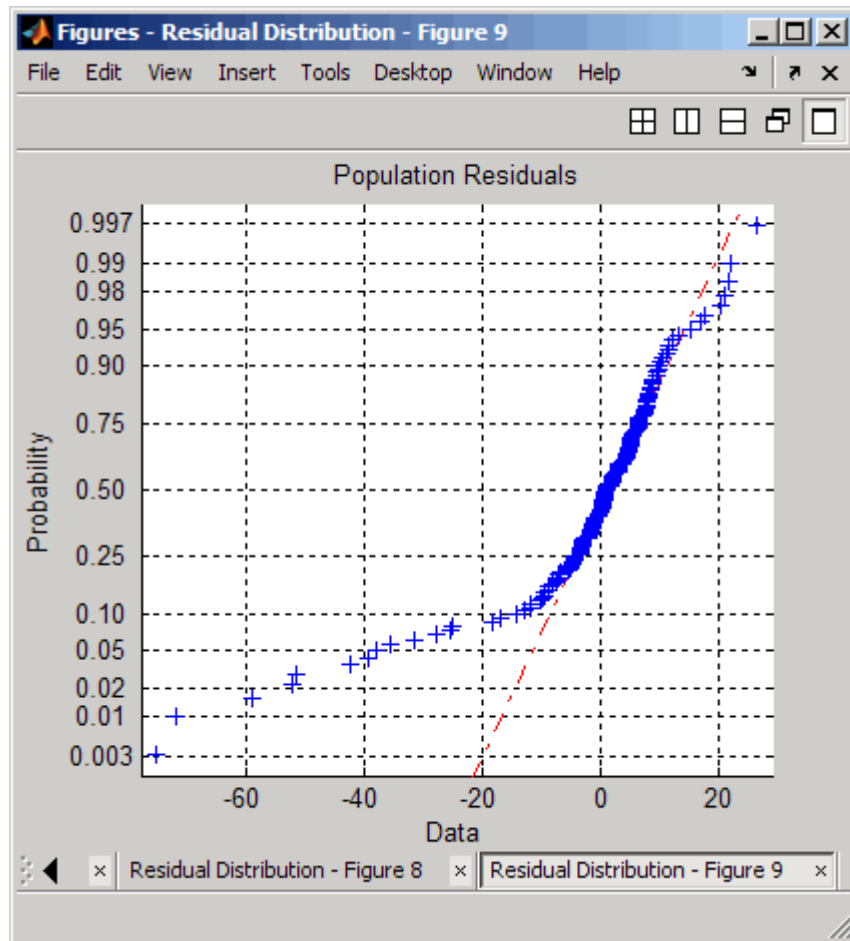 Figures - Residual Distribution - Figure 9
File Edit View Insert Tools Desktop Window Help
Population Residuals
0.997
0.99
0.98
0.95
0.90
0.75
0.50
0.25
0.10
0.05
0.02
0.01
0.003
Probability
-60 -40 -20 0 20
Data
Residual Distribution - Figure 8
Residual Distribution - Figure 9